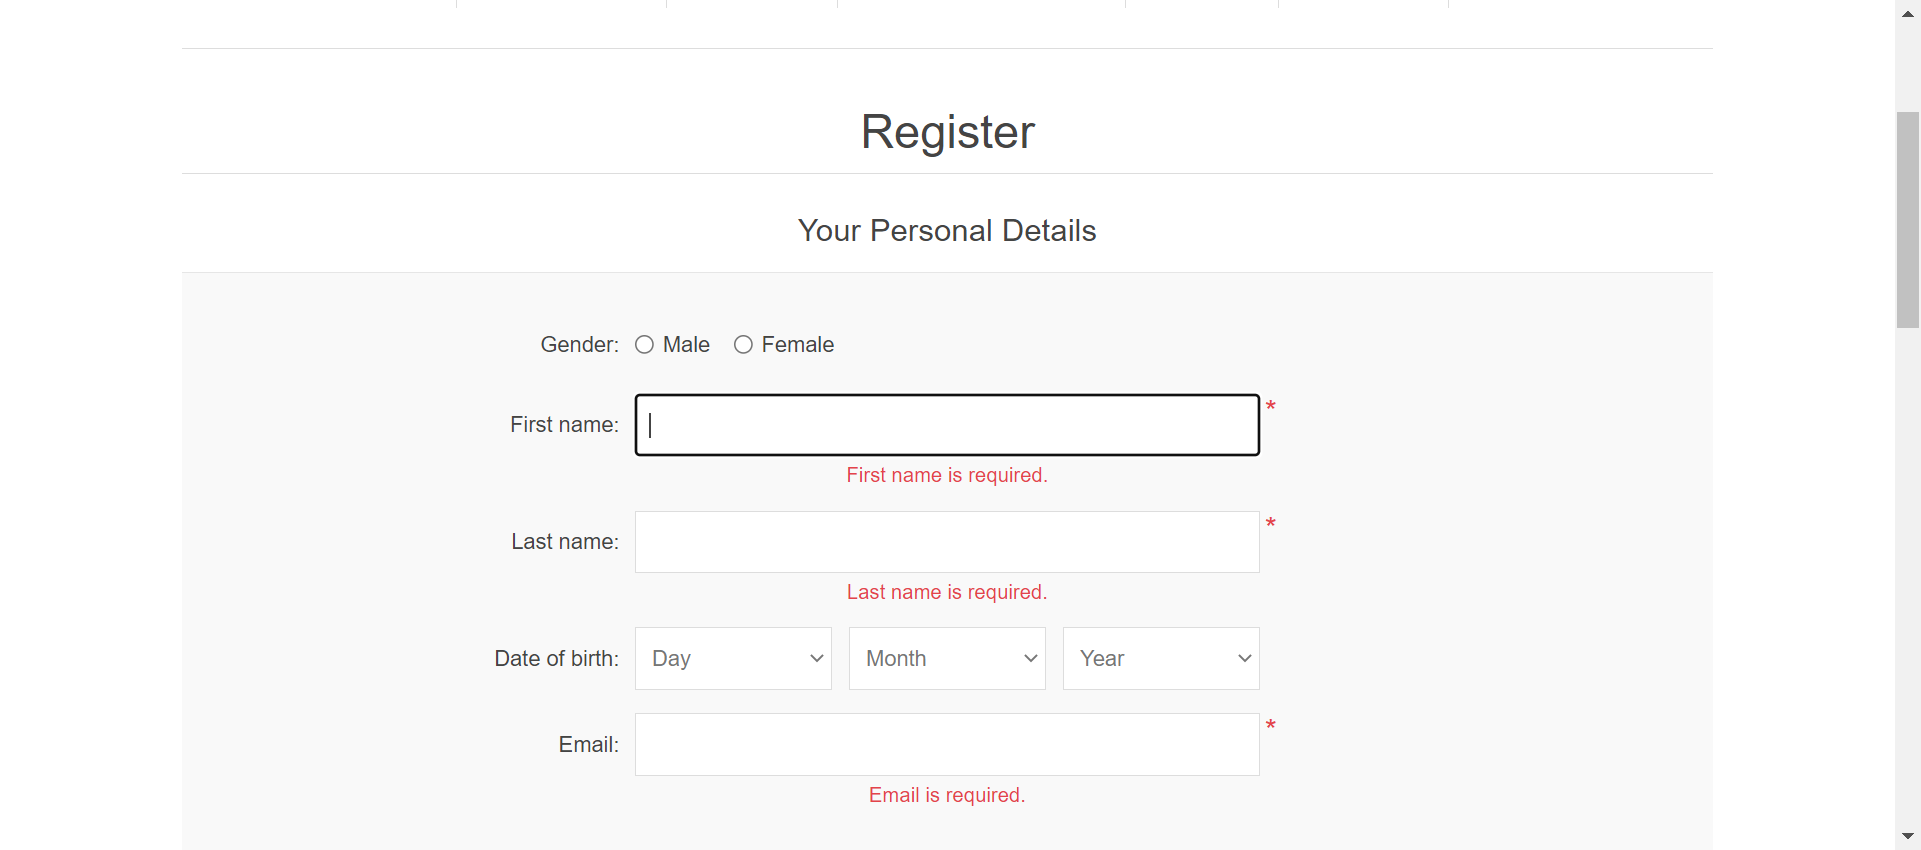 Register
Your Personal Details
Gender: Male Female
First name: *
First name is required.
Last name: *
Last name is required.
Date of birth: Day Month Year
Email: *
Email is required.